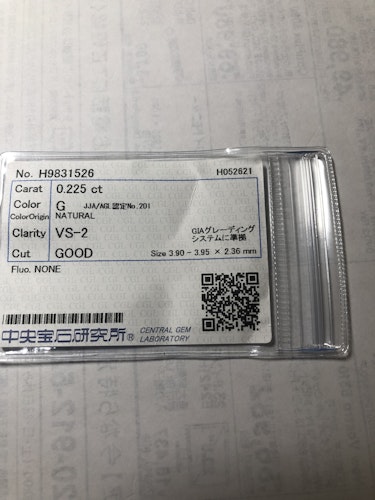 No. H9831526 H052621
Carat 0.225 ct
Color G JJA/AGL認定No.201
ColorOrigin NATURAL
Clarity VS-2 GIAグレーディング
システムに準拠
Cut GOOD Size 3.90 - 3.95 × 2.36 mm
Fluo. NONE
中央宝石研究所® CENTRAL GEM
LABORATORY